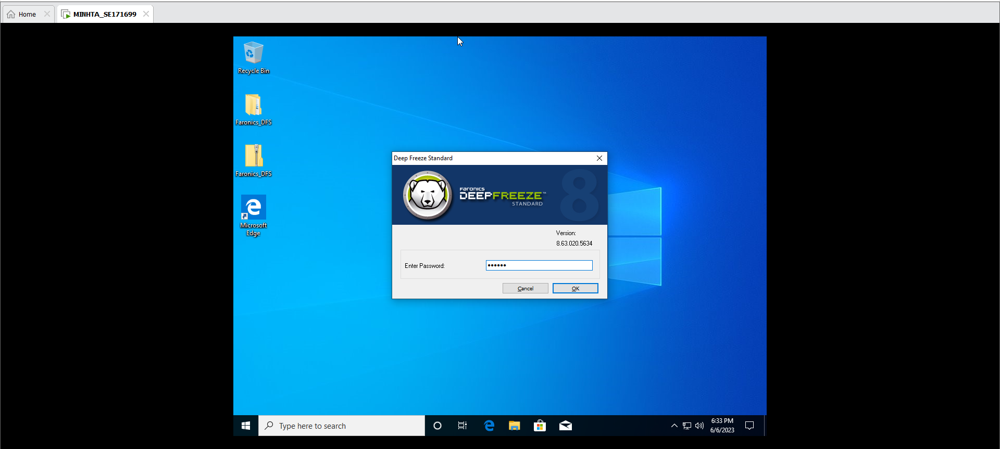 Home
MINHTA_SE171699
Recycle Bin
Faronics_DFS
Faronics_DFS
Microsoft
Edge
Deep Freeze Standard
FARONICS
DEEPFREEZE™
STANDARD
8
Version:
8.63.020.5634
Enter Password:
••••••
Cancel
OK
Type here to search
6:33 PM
6/6/2023